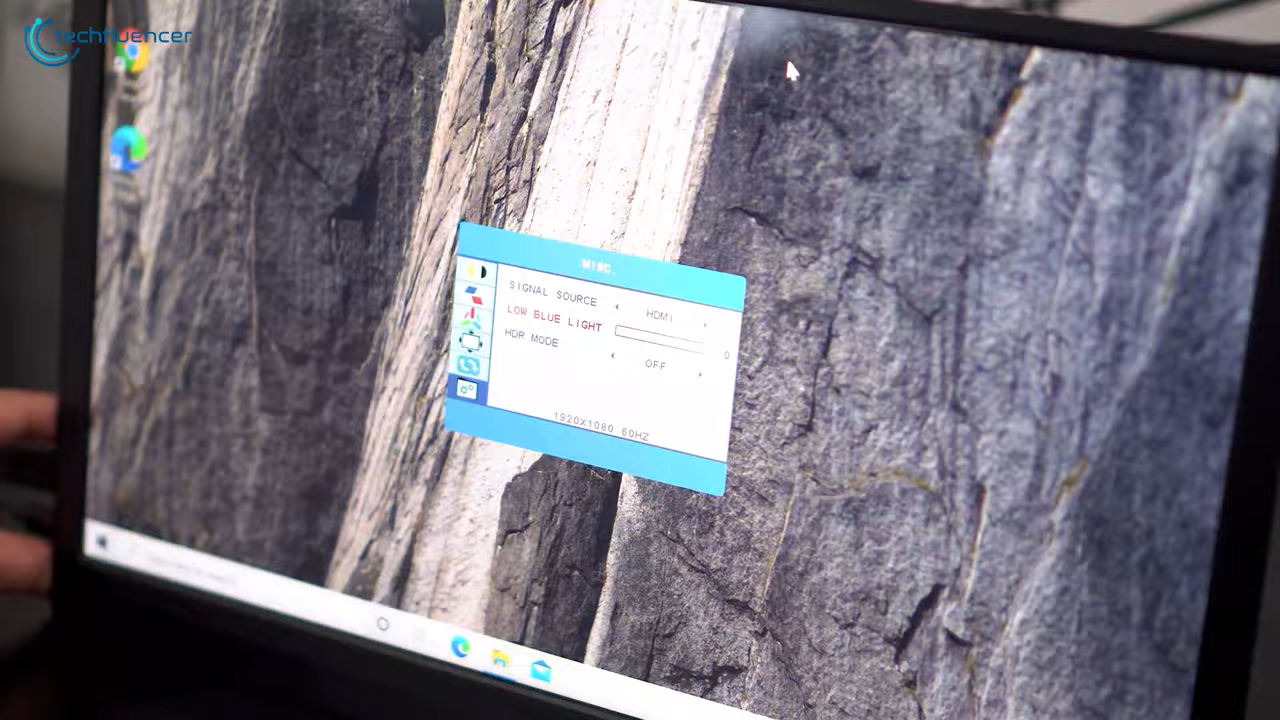 techfluencer
MISC.
SIGNAL SOURCE HDMI
LOW BLUE LIGHT 0
HDR MODE OFF
1920X1080 60HZ